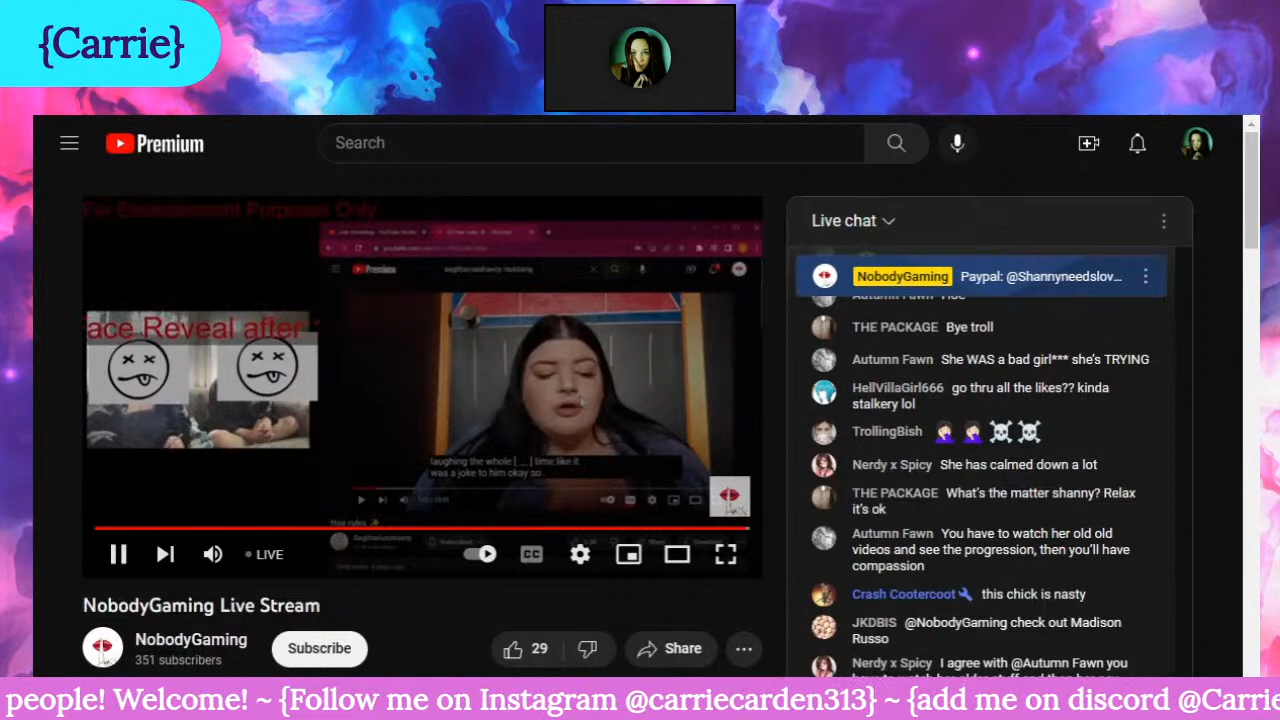 {Carrie}
Premium
Search
For Entertainment Purposes Only
Premium
ace Reveal after
laughing the whole [ __ ] time like it
was a joke to him okay so
LIVE
CC
NobodyGaming Live Stream
NobodyGaming
351 subscribers
Subscribe
29
Share
Live chat
NobodyGaming Paypal: @Shannyneedslov...
THE PACKAGE Bye troll
Autumn Fawn She WAS a bad girl*** she's TRYING
HellVillaGirl666 go thru all the likes?? kinda
stalkery lol
TrollingBish
Nerdy x Spicy She has calmed down a lot
THE PACKAGE What's the matter shanny? Relax
it's ok
Autumn Fawn You have to watch her old old
videos and see the progression, then you'll have
compassion
Crash Cootercoot this chick is nasty
JKDBIS @NobodyGaming check out Madison
Russo
Nerdy x Spicy I agree with @Autumn Fawn you
people! Welcome! ~ {Follow me on Instagram @carriecarden313} ~ {add me on discord @Carrie